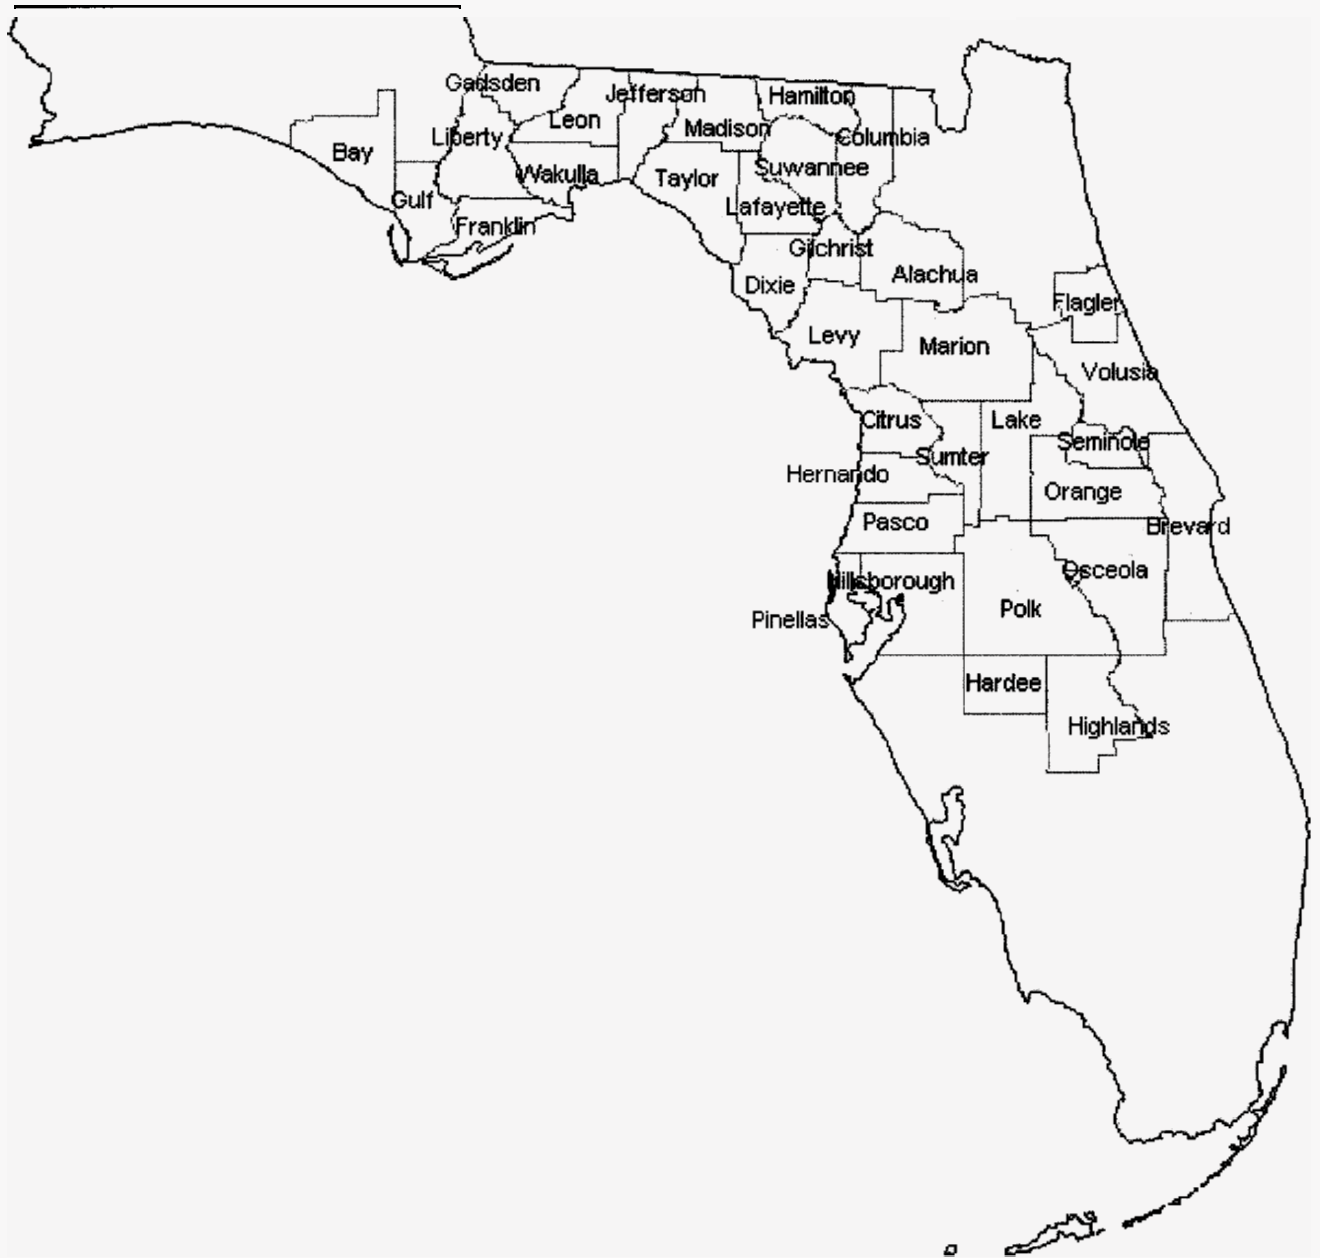 Gadsden
Jefferson
Hamilton
Leon
Madison
Liberty
Columbia
Bay
Suwannee
Wakulla
Taylor
Gulf
Lafayette
Franklin
Gilchrist
Alachua
Dixie
Flagler
Levy
Marion
Volusia
Citrus
Lake
Seminole
Sumter
Hernando
Orange
Pasco
Brevard
Osceola
Hillsborough
Polk
Pinellas
Hardee
Highlands